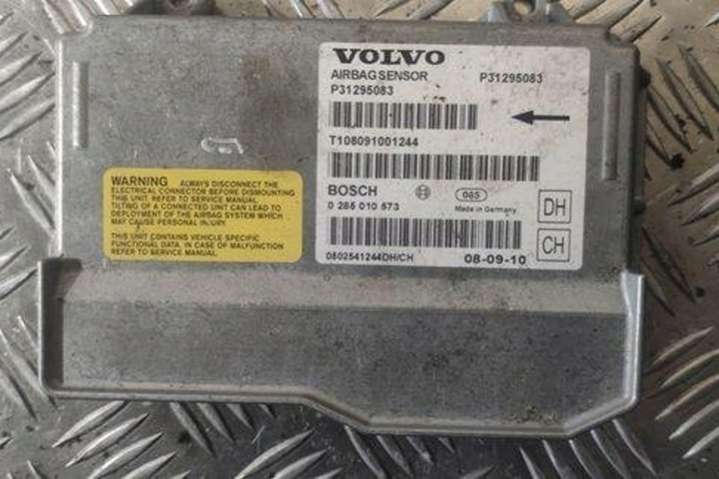 VOLVO
AIRBAG SENSOR P31295083
P31295083
T108091001244
BOSCH 085
0 285 010 573 Made in Germany
DH
CH
0802541244DH/CH 08-09-10
WARNING ALWAYS DISCONNECT THE
ELECTRICAL CONNECTOR BEFORE DISMOUNTING
THIS UNIT. REFER TO SERVICE MANUAL.
TILTING OF A CONNECTED UNIT CAN LEAD TO
DEPLOYMENT OF THE AIRBAG SYSTEM WHICH
MAY CAUSE PERSONAL INJURY.
THIS UNIT CONTAINS VEHICLE SPECIFIC
FUNCTIONAL DATA. IN CASE OF MALFUNCTION
REFER TO SERVICE MANUAL.